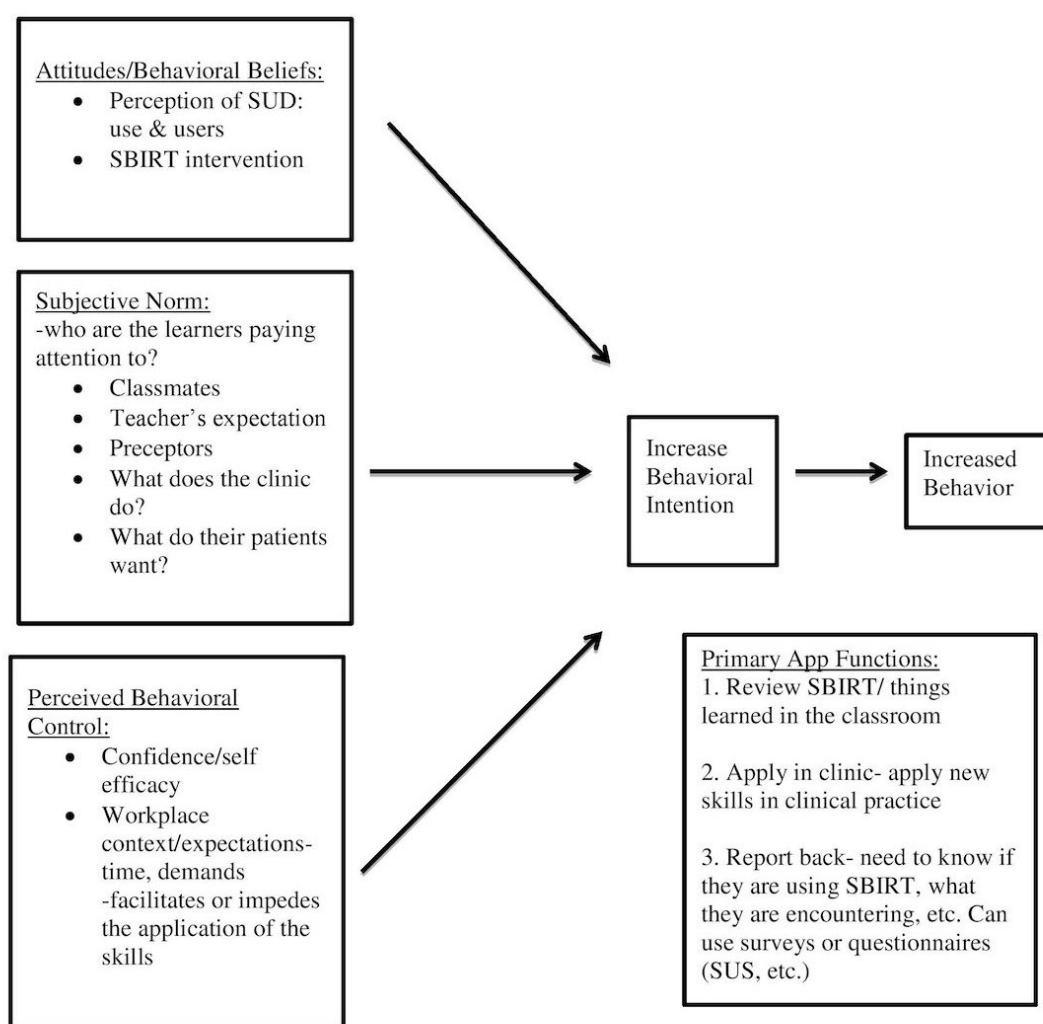 Attitudes/Behavioral Beliefs:
• Perception of SUD:
use & users
• SBIRT intervention
Subjective Norm:
-who are the learners paying
attention to?
• Classmates
• Teacher’s expectation
• Preceptors
• What does the clinic
do?
• What do their patients
want?
Perceived Behavioral
Control:
• Confidence/self
efficacy
• Workplace
context/expectations-
time, demands
-facilitates or impedes
the application of the
skills
Increase
Behavioral
Intention
Increased
Behavior
Primary App Functions:
1. Review SBIRT/ things
learned in the classroom
2. Apply in clinic- apply new
skills in clinical practice
3. Report back- need to know if
they are using SBIRT, what
they are encountering, etc. Can
use surveys or questionnaires
(SUS, etc.)